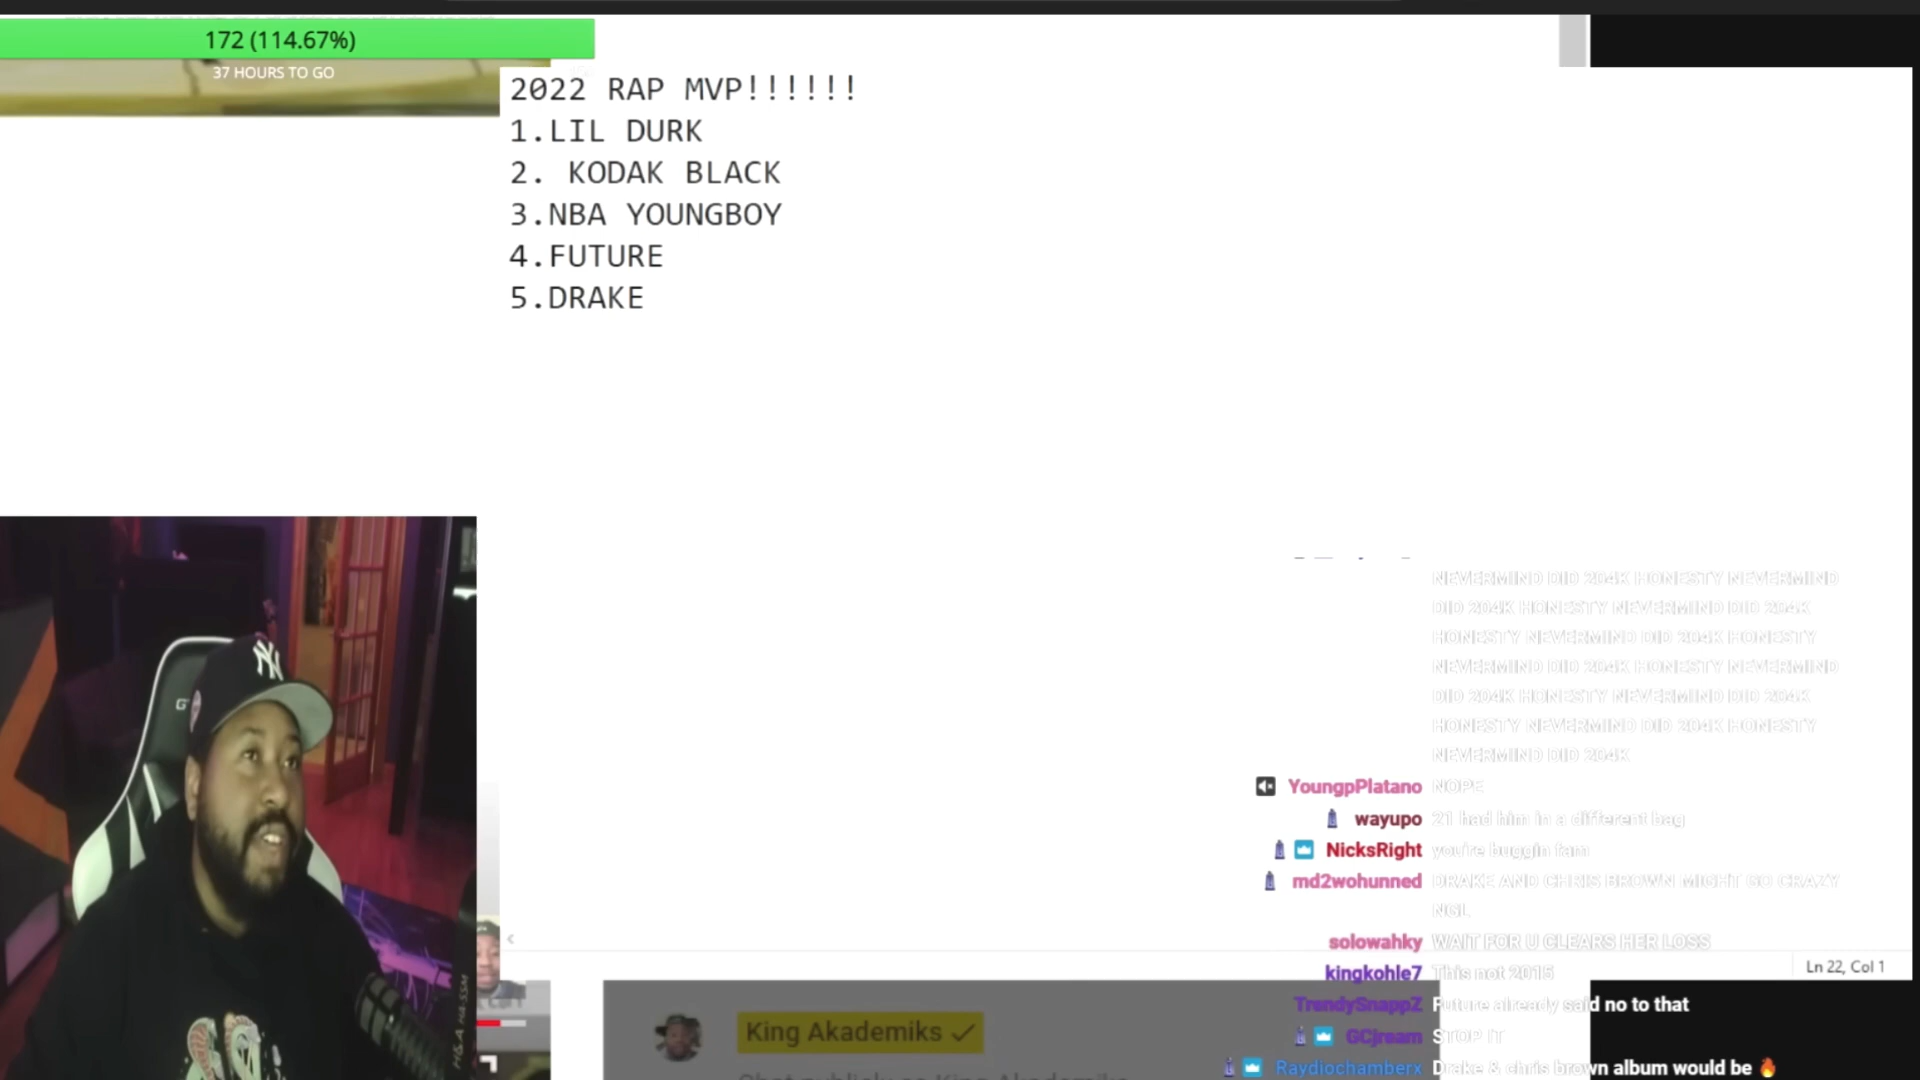 172 (114.67%)
37 HOURS TO GO
2022 RAP MVP!!!!!!
1.LIL DURK
2. KODAK BLACK
3.NBA YOUNGBOY
4.FUTURE
5.DRAKE
NEVERMIND DID 204K HONESTY NEVERMIND
DID 204K HONESTY NEVERMIND DID 204K
HONESTY NEVERMIND DID 204K HONESTY
NEVERMIND DID 204K HONESTY NEVERMIND
DID 204K HONESTY NEVERMIND DID 204K
HONESTY NEVERMIND DID 204K HONESTY
NEVERMIND DID 204K
YoungpPlatano NOPE
wayupo 21 had him in a different bag
NicksRight you're buggin fam
md2wohunned DRAKE AND CHRIS BROWN MIGHT GO CRAZY
NGL
solowahky WAIT FOR U CLEARS HER LOSS
kingkohle7 This not 2015
Ln 22, Col 1
TrendySnappZ Future already said no to that
King Akademiks
GCjream STOP IT
Raydiochamberx Drake & chris brown album would be 🔥
NY